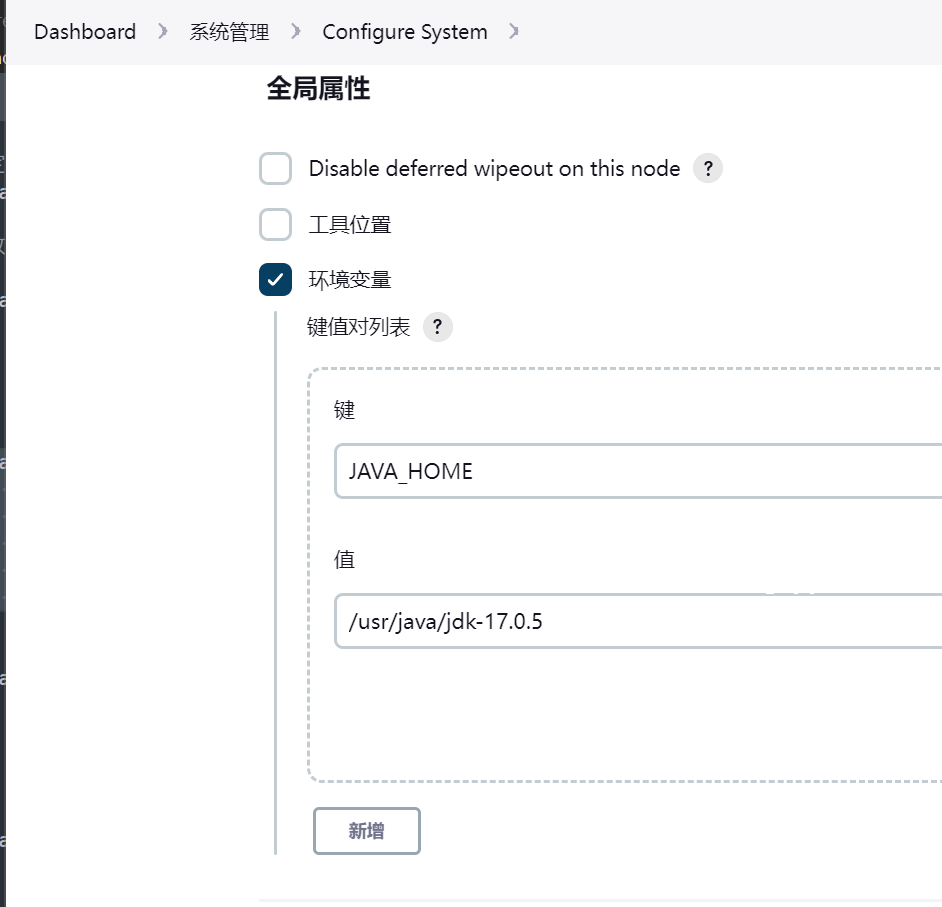 Dashboard 系统管理 Configure System
全局属性
Disable deferred wipeout on this node ?
工具位置
环境变量
键值对列表 ?
键
JAVA_HOME
值
/usr/java/jdk-17.0.5
新增